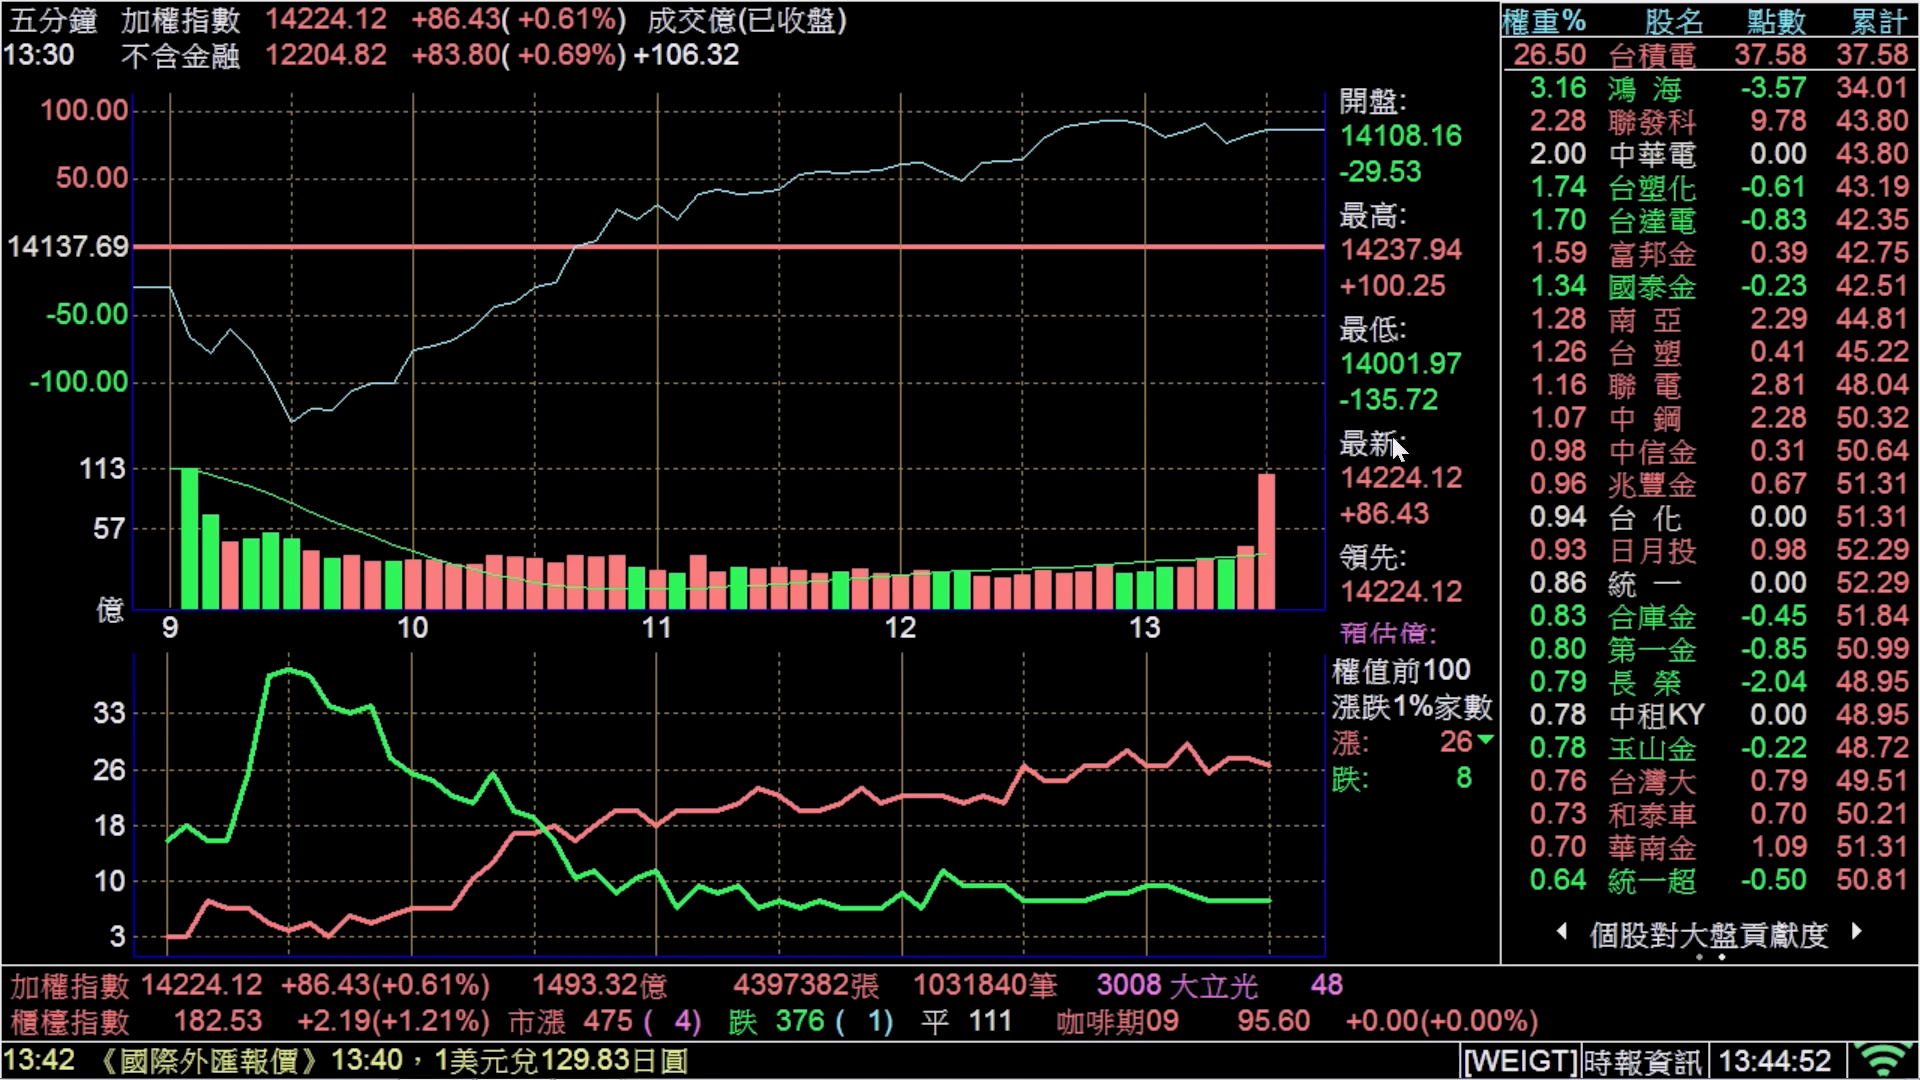 五分鐘 加權指數 14224.12 +86.43( +0.61%) 成交億(已收盤)
13:30 不含金融 12204.82 +83.80( +0.69%) +106.32
100.00
50.00
14137.69
-50.00
-100.00
113
57
億
9 10 11 12 13
開盤:
14108.16
-29.53
最高:
14237.94
+100.25
最低:
14001.97
-135.72
最新:
14224.12
+86.43
領先:
14224.12
預估億:
33
26
18
10
3
權值前100
漲跌1%家數
漲: 26
跌: 8
權重% 股名 點數 累計
26.50 台積電 37.58 37.58
3.16 鴻 海 -3.57 34.01
2.28 聯發科 9.78 43.80
2.00 中華電 0.00 43.80
1.74 台塑化 -0.61 43.19
1.70 台達電 -0.83 42.35
1.59 富邦金 0.39 42.75
1.34 國泰金 -0.23 42.51
1.28 南 亞 2.29 44.81
1.26 台 塑 0.41 45.22
1.16 聯 電 2.81 48.04
1.07 中 鋼 2.28 50.32
0.98 中信金 0.31 50.64
0.96 兆豐金 0.67 51.31
0.94 台 化 0.00 51.31
0.93 日月投 0.98 52.29
0.86 統 一 0.00 52.29
0.83 合庫金 -0.45 51.84
0.80 第一金 -0.85 50.99
0.79 長 榮 -2.04 48.95
0.78 中租KY 0.00 48.95
0.78 玉山金 -0.22 48.72
0.76 台灣大 0.79 49.51
0.73 和泰車 0.70 50.21
0.70 華南金 1.09 51.31
0.64 統一超 -0.50 50.81
個股對大盤貢獻度
加權指數 14224.12 +86.43(+0.61%) 1493.32億 4397382張 1031840筆 3008 大立光 48
櫃檯指數 182.53 +2.19(+1.21%) 市漲 475 ( 4) 跌 376 ( 1) 平 111 咖啡期09 95.60 +0.00(+0.00%)
13:42 《國際外匯報價》13:40，1美元兌129.83日圓 [WEIGT] 時報資訊 13:44:52